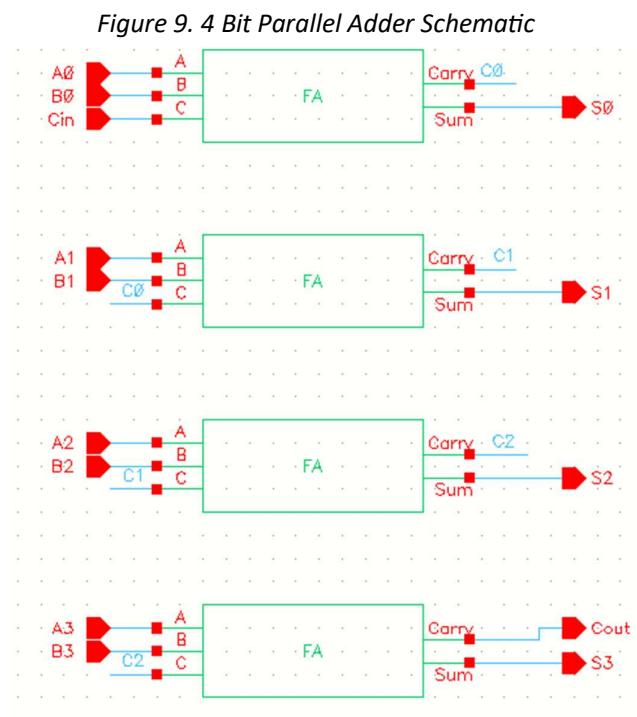 Figure 9. 4 Bit Parallel Adder Schematic
A0 A Carry C0
B0 B FA S0
Cin C Sum
A1 A Carry C1
B1 B FA S1
C0 C Sum
A2 A Carry C2
B2 B FA S2
C1 C Sum
A3 A Carry Cout
B3 B FA S3
C2 C Sum